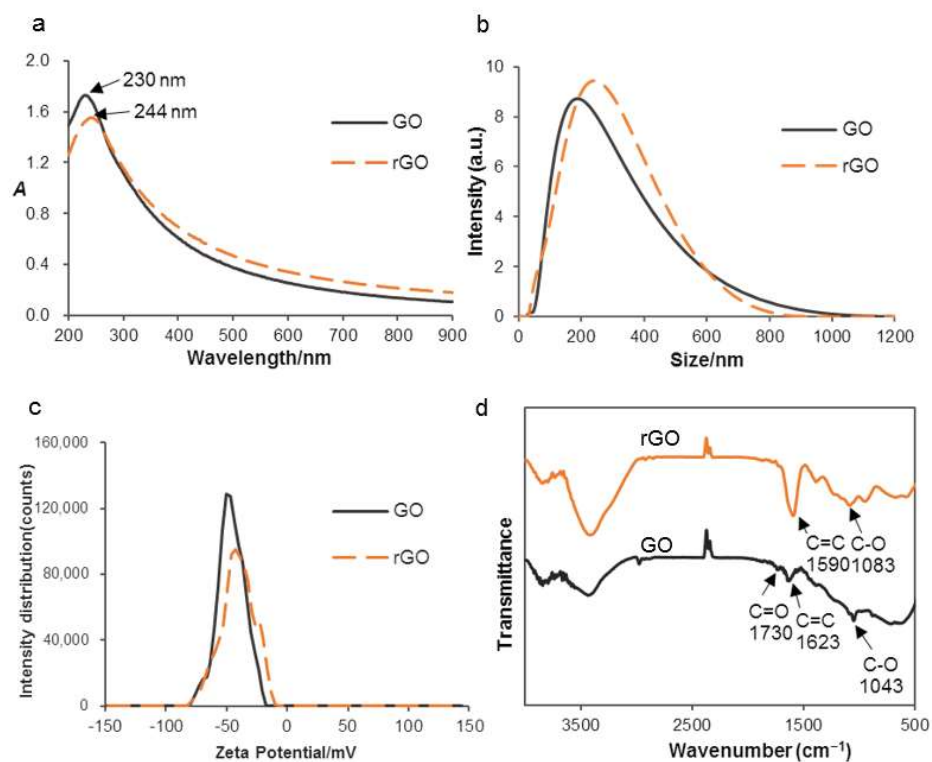 a
2.0
1.6
1.2
0.8
0.4
0.0
A
230 nm
244 nm
GO
rGO
200 300 400 500 600 700 800 900
Wavelength/nm
b
10
8
6
4
2
0
Intensity (a.u.)
GO
rGO
0 200 400 600 800 1000 1200
Size/nm
c
160,000
120,000
80,000
40,000
0
Intensity distribution(counts)
GO
rGO
-150 -100 -50 0 50 100 150
Zeta Potential/mV
d
Transmittance
rGO
C=C C-O
1590 1083
GO
C=O
1730
C=C
1623
C-O
1043
3500 2500 1500 500
Wavenumber (cm⁻¹)